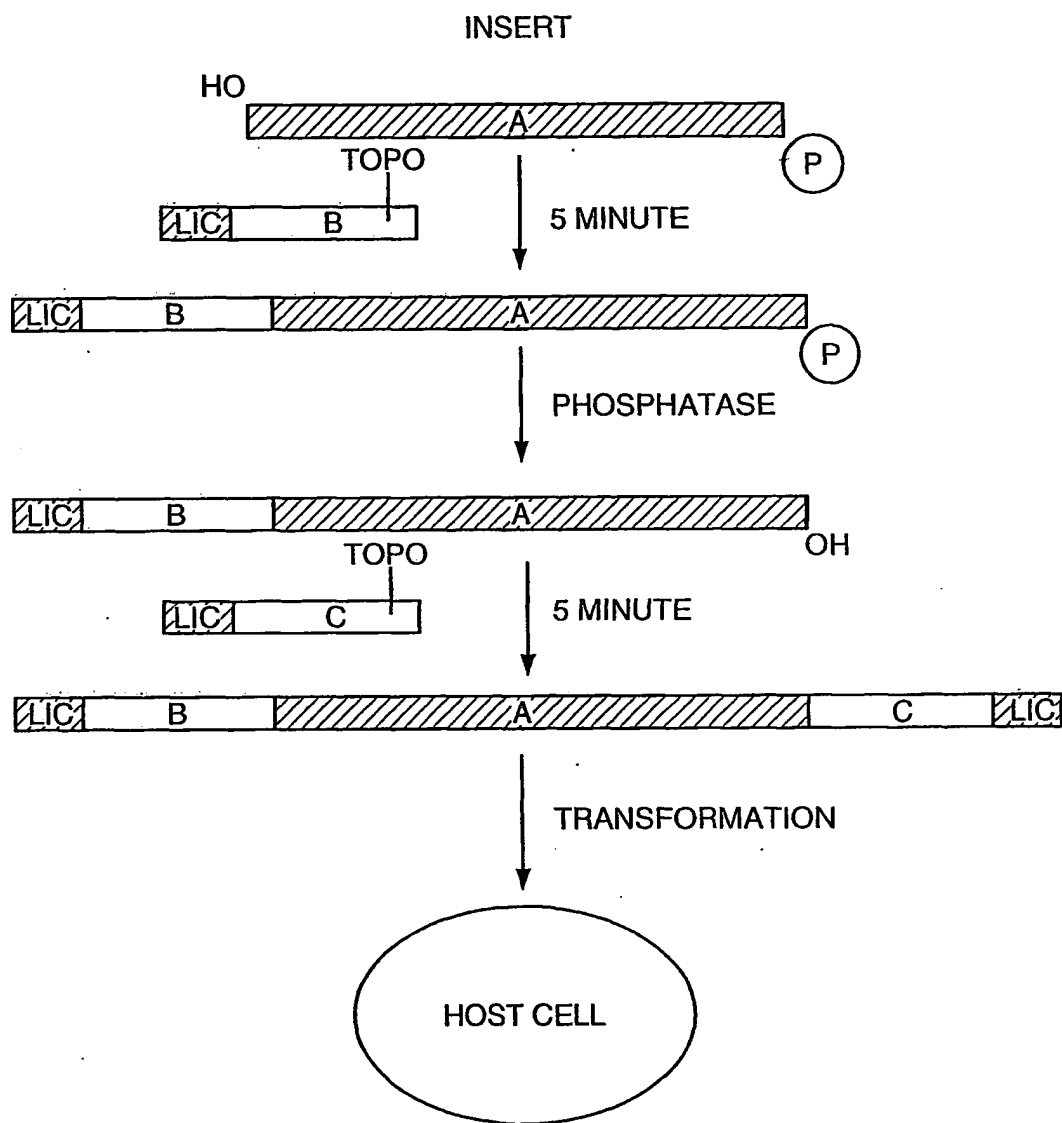 INSERT
HO
A
P
TOPO
LIC B
5 MINUTE
LIC B A
P
PHOSPHATASE
LIC B A
OH
TOPO
LIC C
5 MINUTE
LIC B A C LIC
TRANSFORMATION
HOST CELL